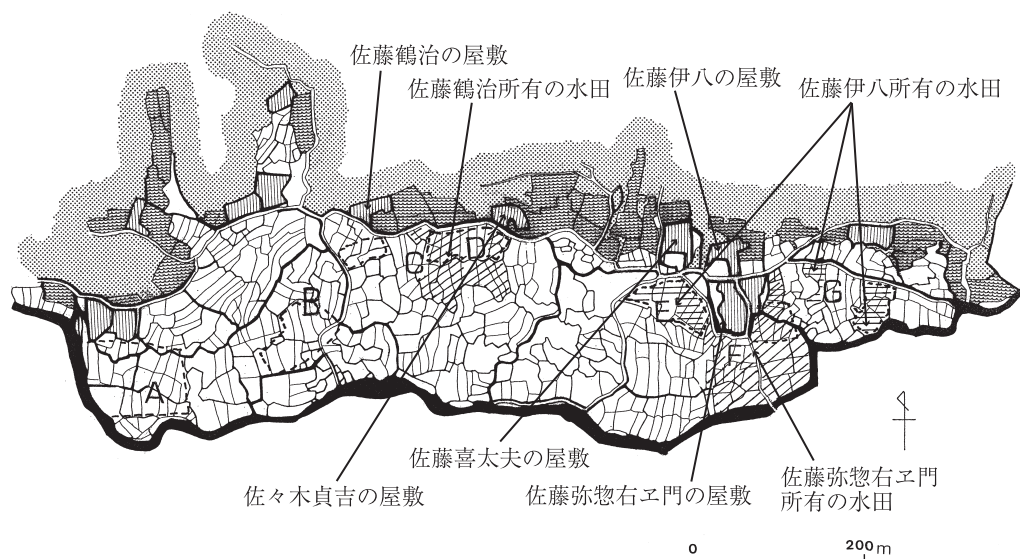 佐藤鶴治の屋敷
佐藤鶴治所有の水田
佐藤伊八の屋敷
佐藤伊八所有の水田
A
B
C
D
E
F
G
佐藤喜太夫の屋敷
佐々木貞吉の屋敷
佐藤弥惣右ヱ門の屋敷
佐藤弥惣右ヱ門
所有の水田
0 200m